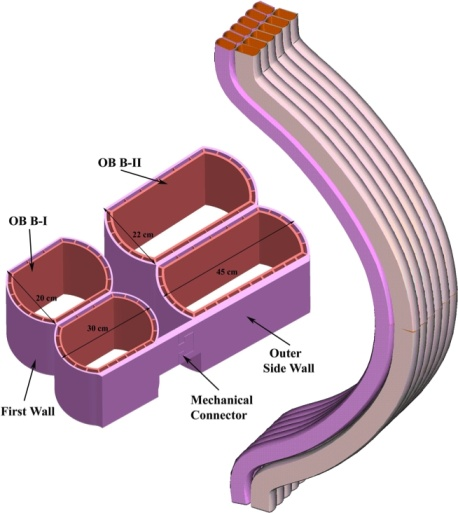 OB B-II
OB B-I
22 cm
45 cm
20 cm
30 cm
Outer
Side Wall
First Wall
Mechanical
Connector